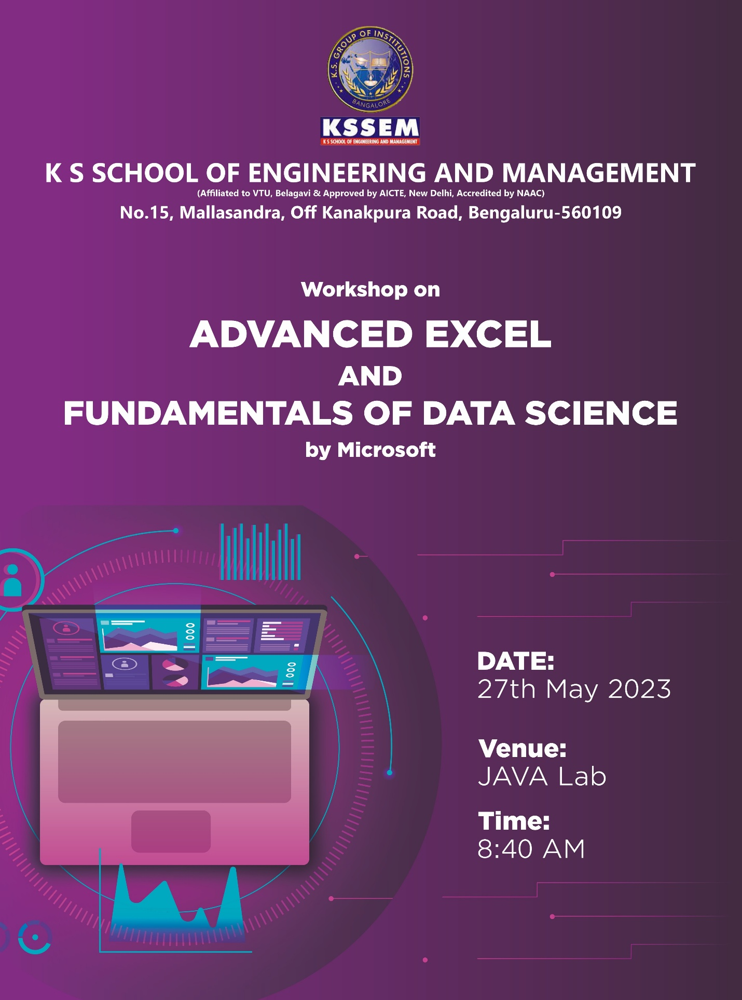 K.S. GROUP OF INSTITUTIONS
BANGALORE
KSSEM
K S SCHOOL OF ENGINEERING AND MANAGEMENT
K S SCHOOL OF ENGINEERING AND MANAGEMENT
(Affiliated to VTU, Belagavi & Approved by AICTE, New Delhi, Accredited by NAAC)
No.15, Mallasandra, Off Kanakpura Road, Bengaluru-560109
Workshop on
ADVANCED EXCEL
AND
FUNDAMENTALS OF DATA SCIENCE
by Microsoft
DATE:
27th May 2023
Venue:
JAVA Lab
Time:
8:40 AM